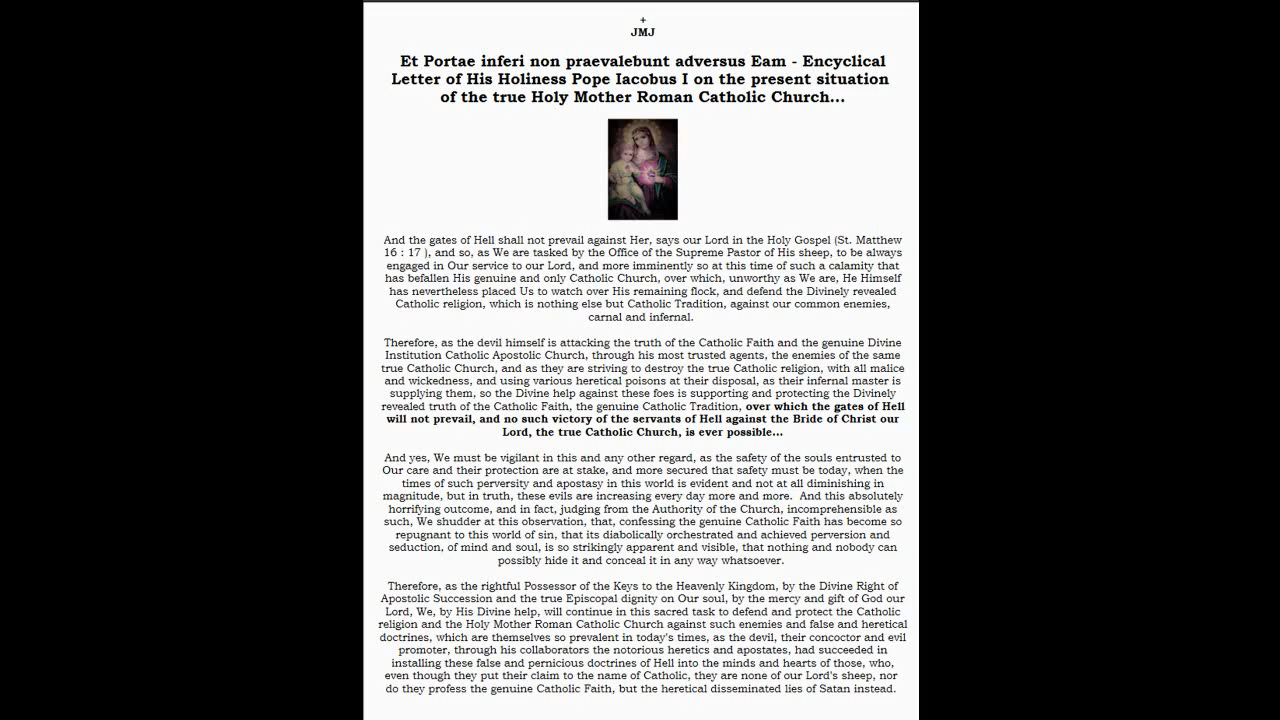 +
JMJ
Et Portae inferi non praevalebunt adversus Eam - Encyclical
Letter of His Holiness Pope Iacobus I on the present situation
of the true Holy Mother Roman Catholic Church...
And the gates of Hell shall not prevail against Her, says our Lord in the Holy Gospel (St. Matthew
16 : 17 ), and so, as We are tasked by the Office of the Supreme Pastor of His sheep, to be always
engaged in Our service to our Lord, and more imminently so at this time of such a calamity that
has befallen His genuine and only Catholic Church, over which, unworthy as We are, He Himself
has nevertheless placed Us to watch over His remaining flock, and defend the Divinely revealed
Catholic religion, which is nothing else but Catholic Tradition, against our common enemies,
carnal and infernal.
Therefore, as the devil himself is attacking the truth of the Catholic Faith and the genuine Divine
Institution Catholic Apostolic Church, through his most trusted agents, the enemies of the same
true Catholic Church, and as they are striving to destroy the true Catholic religion, with all malice
and wickedness, and using various heretical poisons at their disposal, as their infernal master is
supplying them, so the Divine help against these foes is supporting and protecting the Divinely
revealed truth of the Catholic Faith, the genuine Catholic Tradition, over which the gates of Hell
will not prevail, and no such victory of the servants of Hell against the Bride of Christ our
Lord, the true Catholic Church, is ever possible...
And yes, We must be vigilant in this and any other regard, as the safety of the souls entrusted to
Our care and their protection are at stake, and more secured that safety must be today, when the
times of such perversity and apostasy in this world is evident and not at all diminishing in
magnitude, but in truth, these evils are increasing every day more and more. And this absolutely
horrifying outcome, and in fact, judging from the Authority of the Church, incomprehensible as
such, We shudder at this observation, that, confessing the genuine Catholic Faith has become so
repugnant to this world of sin, that its diabolically orchestrated and achieved perversion and
seduction, of mind and soul, is so strikingly apparent and visible, that nothing and nobody can
possibly hide it and conceal it in any way whatsoever.
Therefore, as the rightful Possessor of the Keys to the Heavenly Kingdom, by the Divine Right of
Apostolic Succession and the true Episcopal dignity on Our soul, by the mercy and gift of God our
Lord, We, by His Divine help, will continue in this sacred task to defend and protect the Catholic
religion and the Holy Mother Roman Catholic Church against such enemies and false and heretical
doctrines, which are themselves so prevalent in today's times, as the devil, their concoctor and evil
promoter, through his collaborators the notorious heretics and apostates, had succeeded in
installing these false and pernicious doctrines of Hell into the minds and hearts of those, who,
even though they put their claim to the name of Catholic, they are none of our Lord's sheep, nor
do they profess the genuine Catholic Faith, but the heretical disseminated lies of Satan instead.